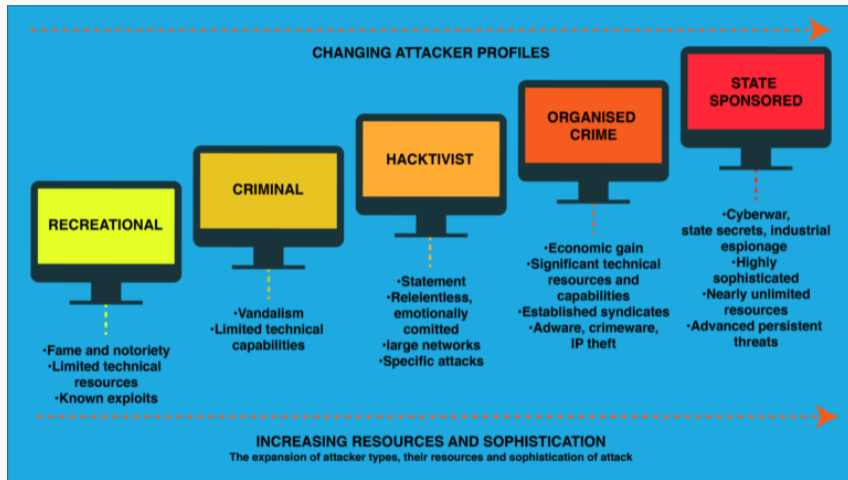 CHANGING ATTACKER PROFILES
RECREATIONAL
•Fame and notoriety
•Limited technical
resources
•Known exploits
CRIMINAL
•Vandalism
•Limited technical
capabilities
HACKTIVIST
•Statement
•Relelentless,
emotionally
comitted
•large networks
•Specific attacks
ORGANISED
CRIME
•Economic gain
•Significant technical
resources and
capabilities
•Established syndicates
•Adware, crimeware,
IP theft
STATE
SPONSORED
•Cyberwar,
state secrets, industrial
espionage
•Highly
sophisticated
•Nearly unlimited
resources
•Advanced persistent
threats
INCREASING RESOURCES AND SOPHISTICATION
The expansion of attacker types, their resources and sophistication of attack